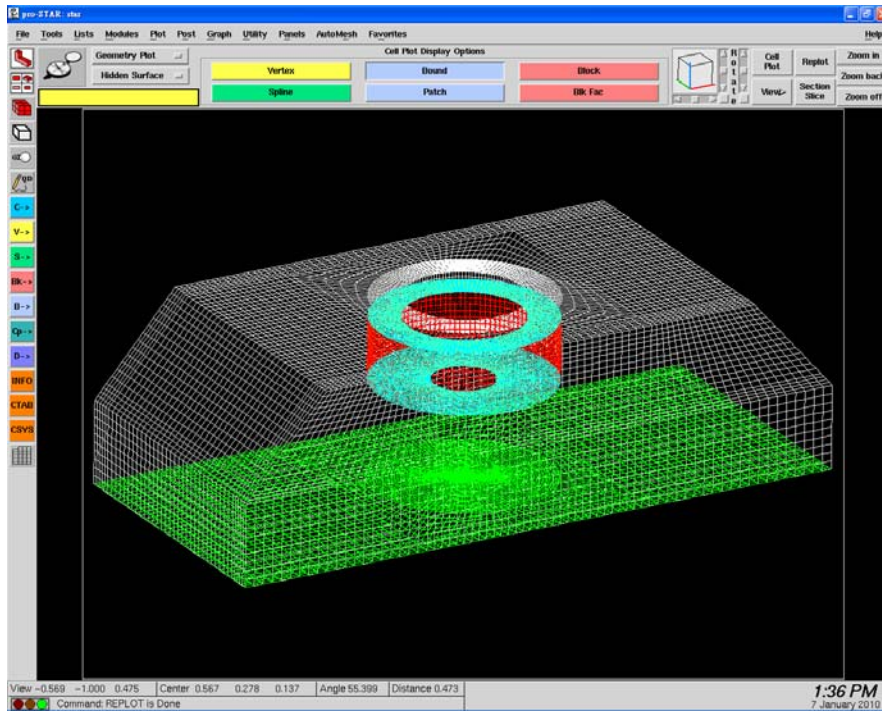 pro-STAR: star
File Tools Lists Modules Plot Post Graph Utility Panels AutoMesh Favorites Help
Cell Plot Display Options
Geometry Plot
Hidden Surface
Vertex Bound Block
Spline Patch Blk Fac
Rotate
Cell Plot
View->
Replot
Section Slice
Zoom in
Zoom back
Zoom off
C->
V->
S->
Bk->
B->
Cp->
D->
INFO
CTAB
CSYS
View -0.569 -1.000 0.475 Center 0.567 0.278 0.137 Angle 55.399 Distance 0.473
Command: REPLOT is Done
1:36 PM
7 January 2010